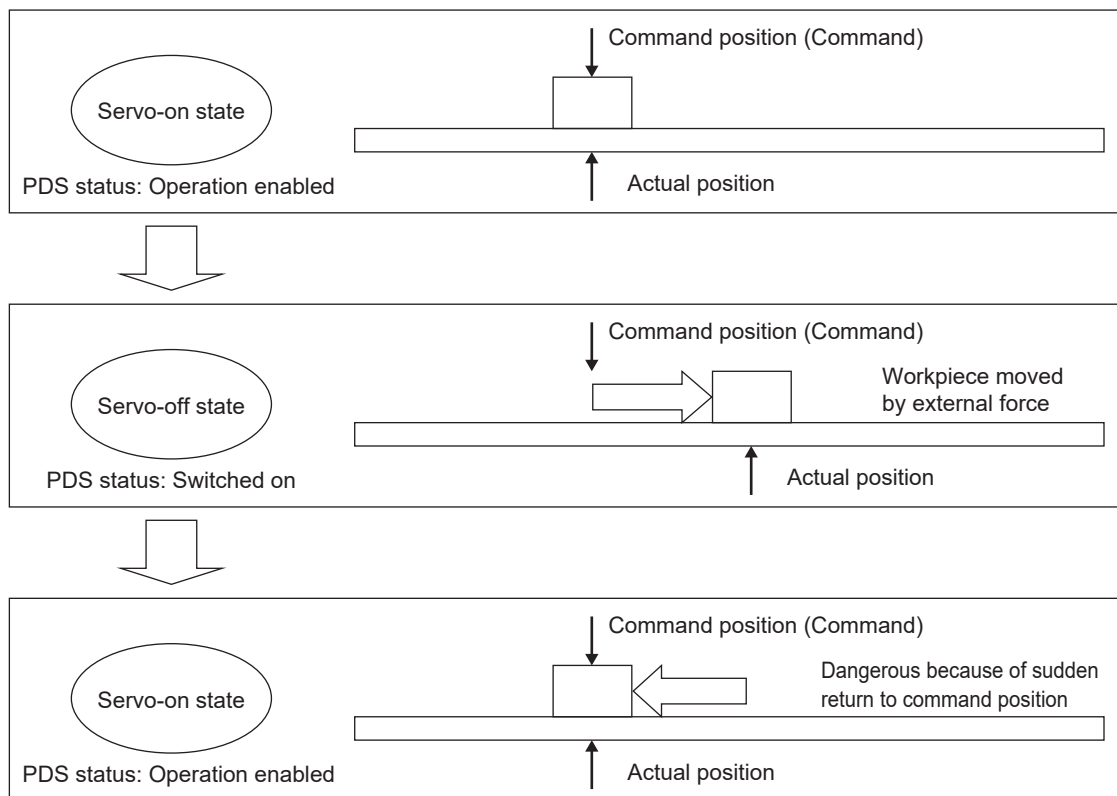 Command position (Command)
Servo-on state
PDS status: Operation enabled
Actual position
Command position (Command)
Servo-off state
Workpiece moved
by external force
PDS status: Switched on
Actual position
Command position (Command)
Servo-on state
Dangerous because of sudden
return to command position
PDS status: Operation enabled
Actual position